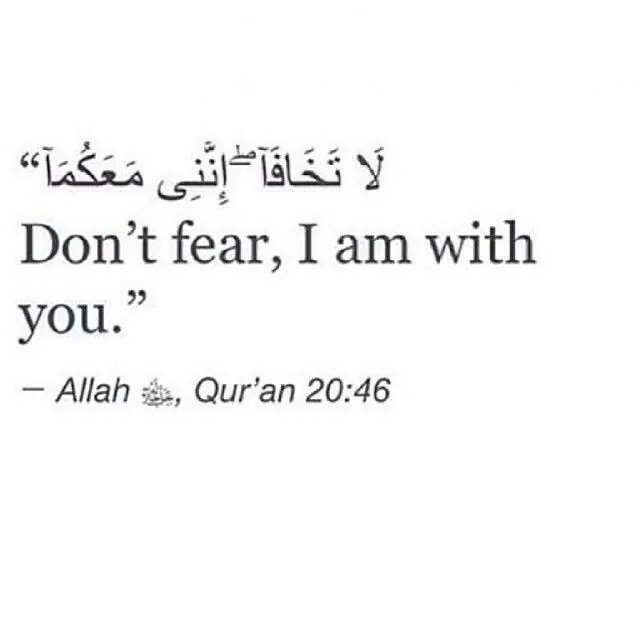 “لَا تَخَافَآ ۖ إِنَّنِى مَعَكُمَآ
Don’t fear, I am with
you.”
– Allah ﷻ, Qur’an 20:46